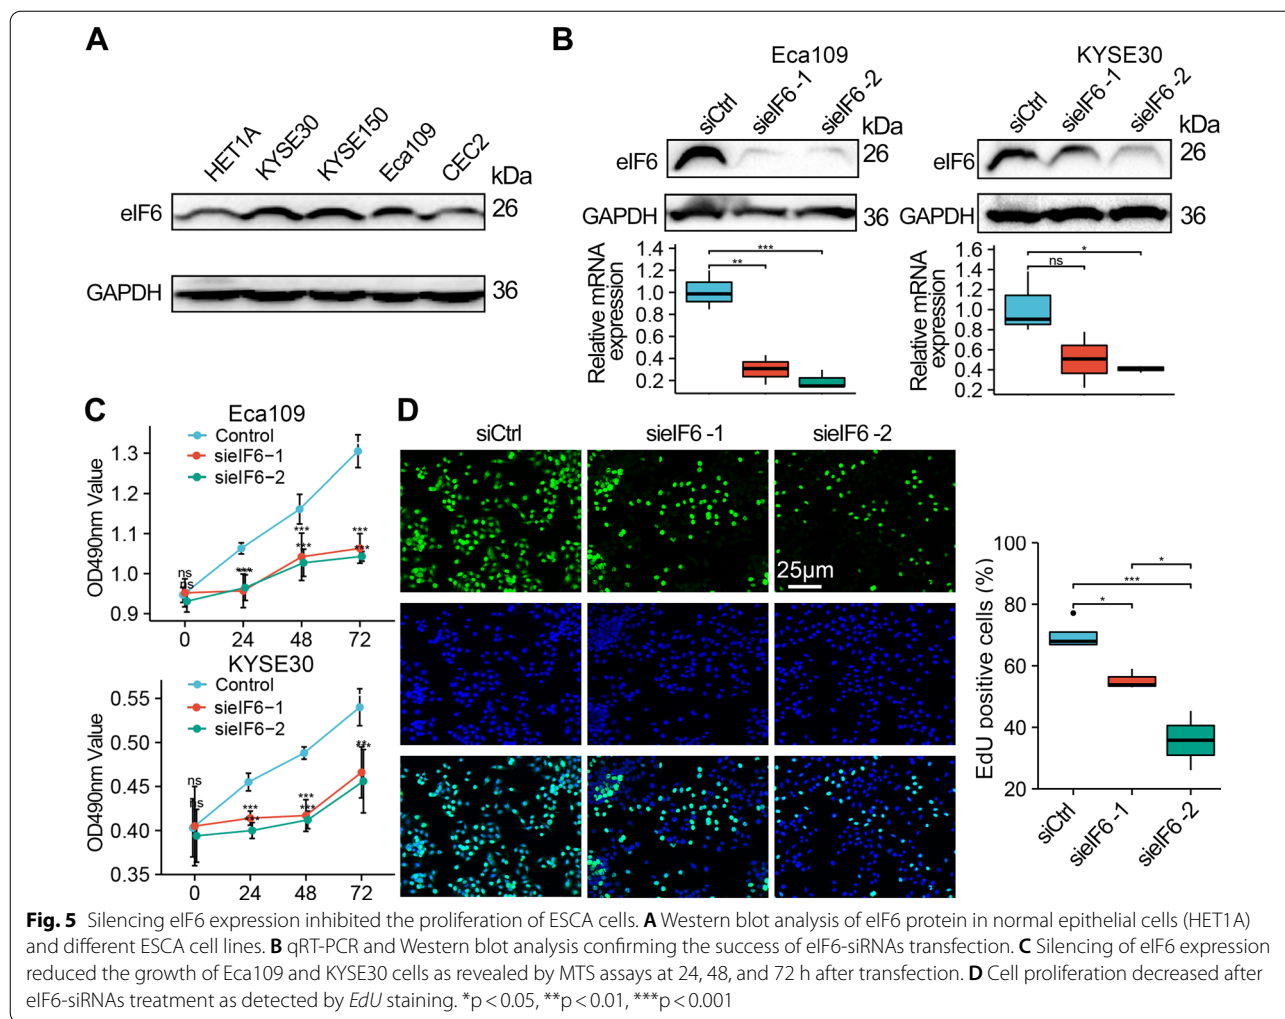 A
HET1A
KYSE30
KYSE150
Eca109
CEC2
kDa
eIF6
26
GAPDH
36
B
Eca109
siCtrl
sieIF6 -1
sieIF6 -2
kDa
eIF6
26
GAPDH
36
Relative mRNA
expression
1.4
1.2
1.0
0.8
0.4
0.2
***
**
KYSE30
siCtrl
sieIF6 -1
sieIF6 -2
kDa
eIF6
26
GAPDH
36
Relative mRNA
expression
1.6
1.4
1.2
1.0
0.8
0.6
0.4
0.2
*
ns
C
Eca109
Control
sieIF6-1
sieIF6-2
OD490nm Value
1.3
1.2
1.1
1.0
0.9
ns
ns
***
***
***
***
***
0 24 48 72
KYSE30
Control
sieIF6-1
sieIF6-2
OD490nm Value
0.55
0.50
0.45
0.40
0.35
ns
ns
***
***
***
***
**
***
0 24 48 72
D
siCtrl
sieIF6 -1
sieIF6 -2
25μm
EdU positive cells (%)
100
80
60
40
20
*
***
*
siCtrl
sieIF6 -1
sieIF6 -2
Fig. 5 Silencing eIF6 expression inhibited the proliferation of ESCA cells. A Western blot analysis of eIF6 protein in normal epithelial cells (HET1A)
and different ESCA cell lines. B qRT-PCR and Western blot analysis confirming the success of eIF6-siRNAs transfection. C Silencing of eIF6 expression
reduced the growth of Eca109 and KYSE30 cells as revealed by MTS assays at 24, 48, and 72 h after transfection. D Cell proliferation decreased after
eIF6-siRNAs treatment as detected by EdU staining. *p < 0.05, **p < 0.01, ***p < 0.001